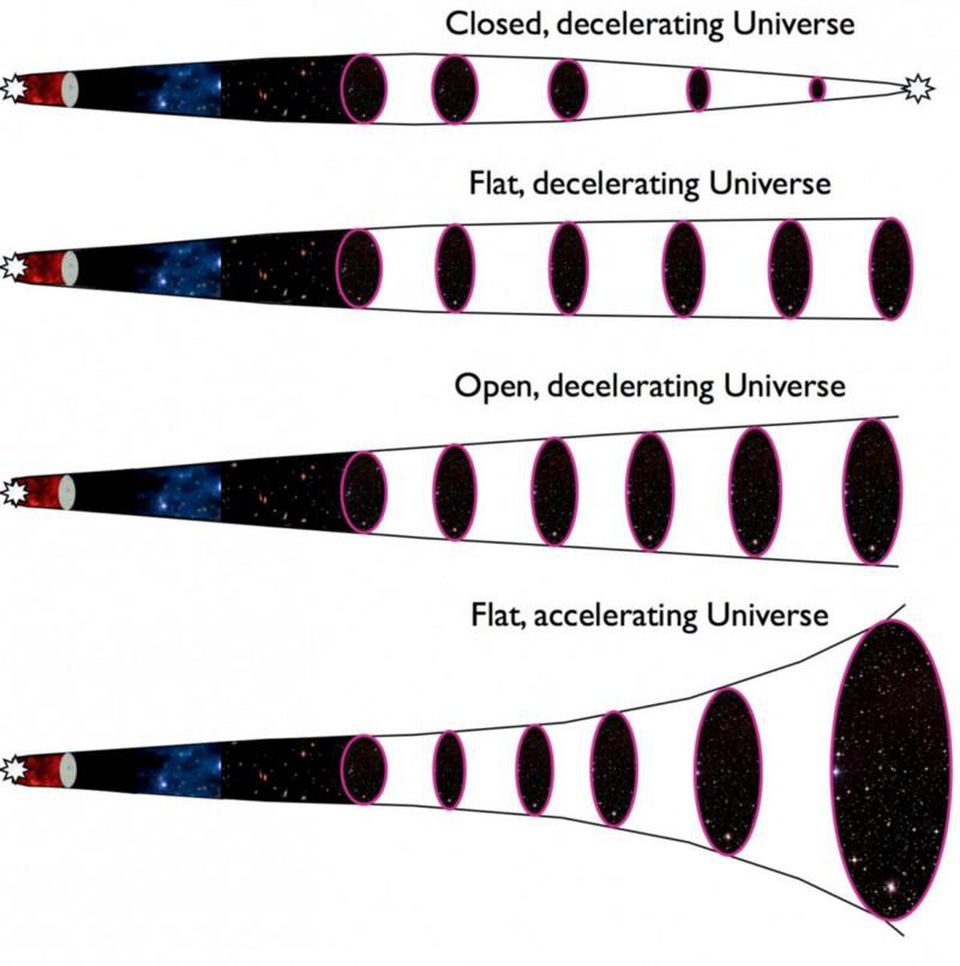 Closed, decelerating Universe
Flat, decelerating Universe
Open, decelerating Universe
Flat, accelerating Universe